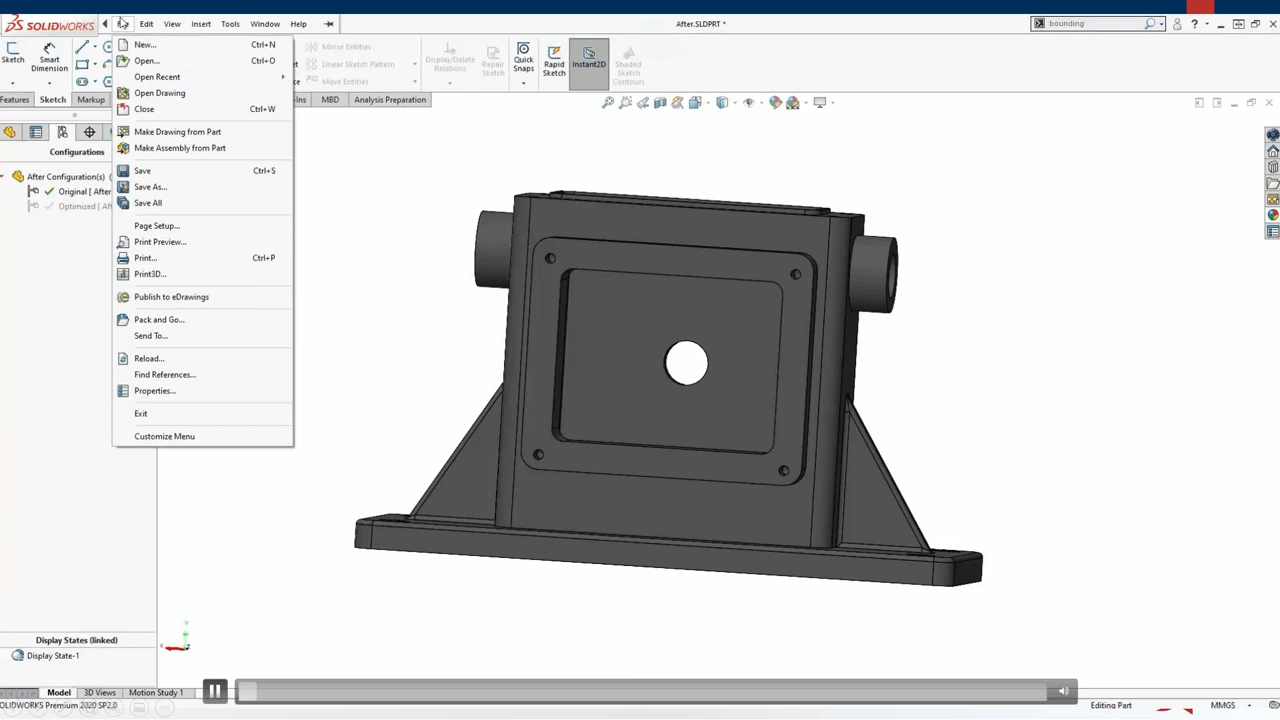 SOLIDWORKS
Edit View Insert Tools Window Help
After.SLDPRT *
bounding
Sketch
Smart Dimension
Mirror Entities
Linear Sketch Pattern
Move Entities
Display/Delete Relations
Repair Sketch
Quick Snaps
Rapid Sketch
Instant2D
Shaded Sketch Contours
Features Sketch Markup
-Ins MBD Analysis Preparation
Configurations
After Configuration(s) (
Original [ After
Optimized [ Af
New... Ctrl+N
Open... Ctrl+O
Open Recent
Open Drawing
Close Ctrl+W
Make Drawing from Part
Make Assembly from Part
Save Ctrl+S
Save As...
Save All
Page Setup...
Print Preview...
Print... Ctrl+P
Print3D...
Publish to eDrawings
Pack and Go...
Send To...
Reload...
Find References...
Properties...
Exit
Customize Menu
Display States (linked)
Display State-1
Model 3D Views Motion Study 1
SOLIDWORKS Premium 2020 SP2.0
Editing Part
MMGS